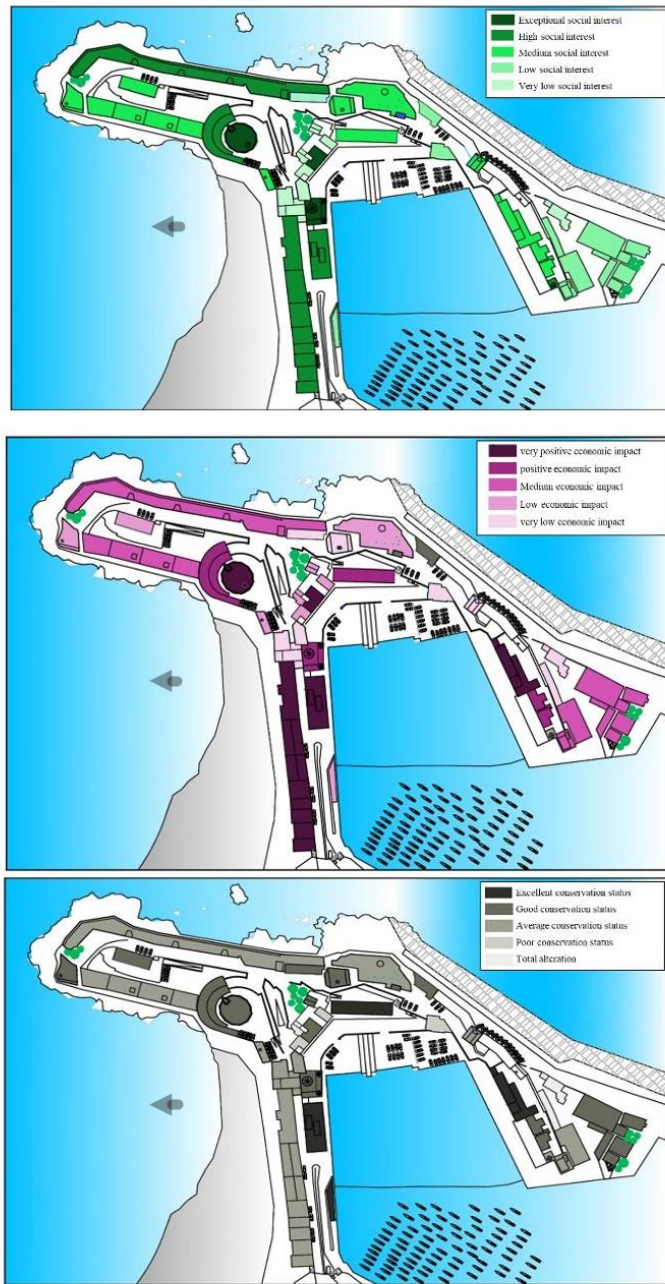 Exceptional social interest
High social interest
Medium social interest
Low social interest
Very low social interest
very positive economic impact
positive economic impact
Medium economic impact
Low economic impact
very low economic impact
Excellent conservation status
Good conservation status
Average conservation status
Poor conservation status
Total alteration